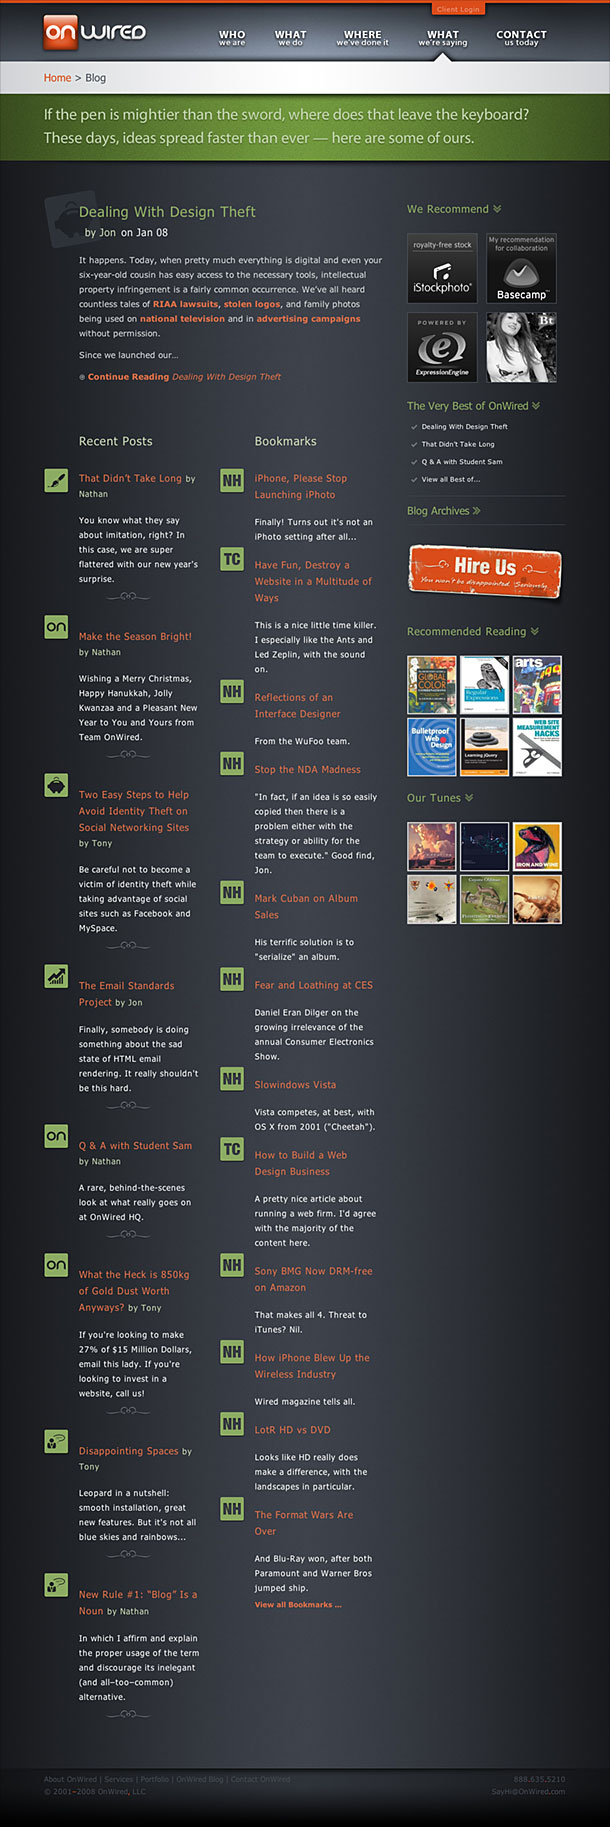 Client Login
on WIRED
WHO
we are
WHAT
we do
WHERE
we've done it
WHAT
we're saying
CONTACT
us today
Home > Blog
If the pen is mightier than the sword, where does that leave the keyboard?
These days, ideas spread faster than ever — here are some of ours.
Dealing With Design Theft
by Jon on Jan 08
It happens. Today, when pretty much everything is digital and even your
six-year-old cousin has easy access to the necessary tools, intellectual
property infringement is a fairly common occurrence. We've all heard
countless tales of RIAA lawsuits, stolen logos, and family photos
being used on national television and in advertising campaigns
without permission.
Since we launched our...
Continue Reading Dealing With Design Theft
Recent Posts
That Didn't Take Long by
Nathan
You know what they say
about imitation, right? In
this case, we are super
flattered with our new year's
surprise.
on
Make the Season Bright!
by Nathan
Wishing a Merry Christmas,
Happy Hanukkah, Jolly
Kwanzaa and a Pleasant New
Year to You and Yours from
Team OnWired.
Two Easy Steps to Help
Avoid Identity Theft on
Social Networking Sites
by Tony
Be careful not to become a
victim of identity theft while
taking advantage of social
sites such as Facebook and
MySpace.
The Email Standards
Project by Jon
Finally, somebody is doing
something about the sad
state of HTML email
rendering. It really shouldn't
be this hard.
on
Q & A with Student Sam
by Nathan
A rare, behind-the-scenes
look at what really goes on
at OnWired HQ.
on
What the Heck is 850kg
of Gold Dust Worth
Anyways? by Tony
If you're looking to make
27% of $15 Million Dollars,
email this lady. If you're
looking to invest in a
website, call us!
Disappointing Spaces by
Tony
Leopard in a nutshell:
smooth installation, great
new features. But it's not all
blue skies and rainbows...
New Rule #1: “Blog” Is a
Noun by Nathan
In which I affirm and explain
the proper usage of the term
and discourage its inelegant
(and all–too–common)
alternative.
Bookmarks
NH
iPhone, Please Stop
Launching iPhoto
Finally! Turns out it's not an
iPhoto setting after all...
TC
Have Fun, Destroy a
Website in a Multitude of
Ways
This is a nice little time killer.
I especially like the Ants and
Led Zeplin, with the sound
on.
NH
Reflections of an
Interface Designer
From the WuFoo team.
NH
Stop the NDA Madness
"In fact, if an idea is so easily
copied then there is a
problem either with the
strategy or ability for the
team to execute." Good find,
Jon.
NH
Mark Cuban on Album
Sales
His terrific solution is to
"serialize" an album.
NH
Fear and Loathing at CES
Daniel Eran Dilger on the
growing irrelevance of the
annual Consumer Electronics
Show.
NH
Slowindows Vista
Vista competes, at best, with
OS X from 2001 ("Cheetah").
TC
How to Build a Web
Design Business
A pretty nice article about
running a web firm. I'd agree
with the majority of the
content here.
NH
Sony BMG Now DRM-free
on Amazon
That makes all 4. Threat to
iTunes? Nil.
NH
How iPhone Blew Up the
Wireless Industry
Wired magazine tells all.
NH
LotR HD vs DVD
Looks like HD really does
make a difference, with the
landscapes in particular.
NH
The Format Wars Are
Over
And Blu-Ray won, after both
Paramount and Warner Bros
jumped ship.
View all Bookmarks ...
We Recommend
royalty-free stock
iStockphoto
My recommendation
for collaboration
Basecamp
POWERED BY
ExpressionEngine
Bt
The Very Best of OnWired
Dealing With Design Theft
That Didn't Take Long
Q & A with Student Sam
View all Best of...
Blog Archives
Hire Us
You won't be disappointed. Seriously.
Recommended Reading
GLOBAL
COLOR
Regular
Expressions
arts
Bulletproof
Web
Design
Learning jQuery
WEB SITE
MEASUREMENT
HACKS
Our Tunes
IRON AND WINE
About OnWired | Services | Portfolio | OnWired Blog | Contact OnWired
© 2001–2008 OnWired, LLC
888.635.5210
SayHi@OnWired.com